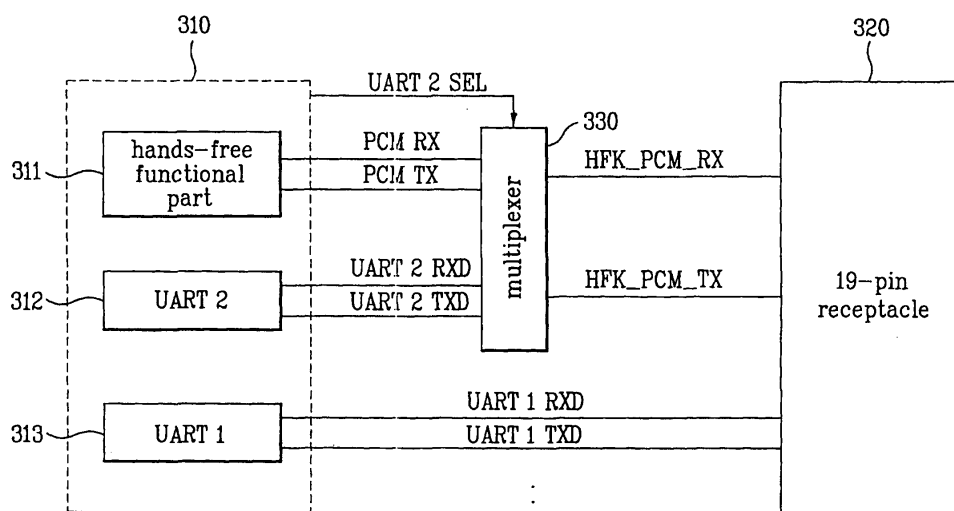 310
320
UART 2 SEL
330
311
hands-free
functional
part
PCM RX
PCM TX
multiplexer
HFK_PCM_RX
312
UART 2
UART 2 RXD
UART 2 TXD
HFK_PCM_TX
19-pin
receptacle
313
UART 1
UART 1 RXD
UART 1 TXD